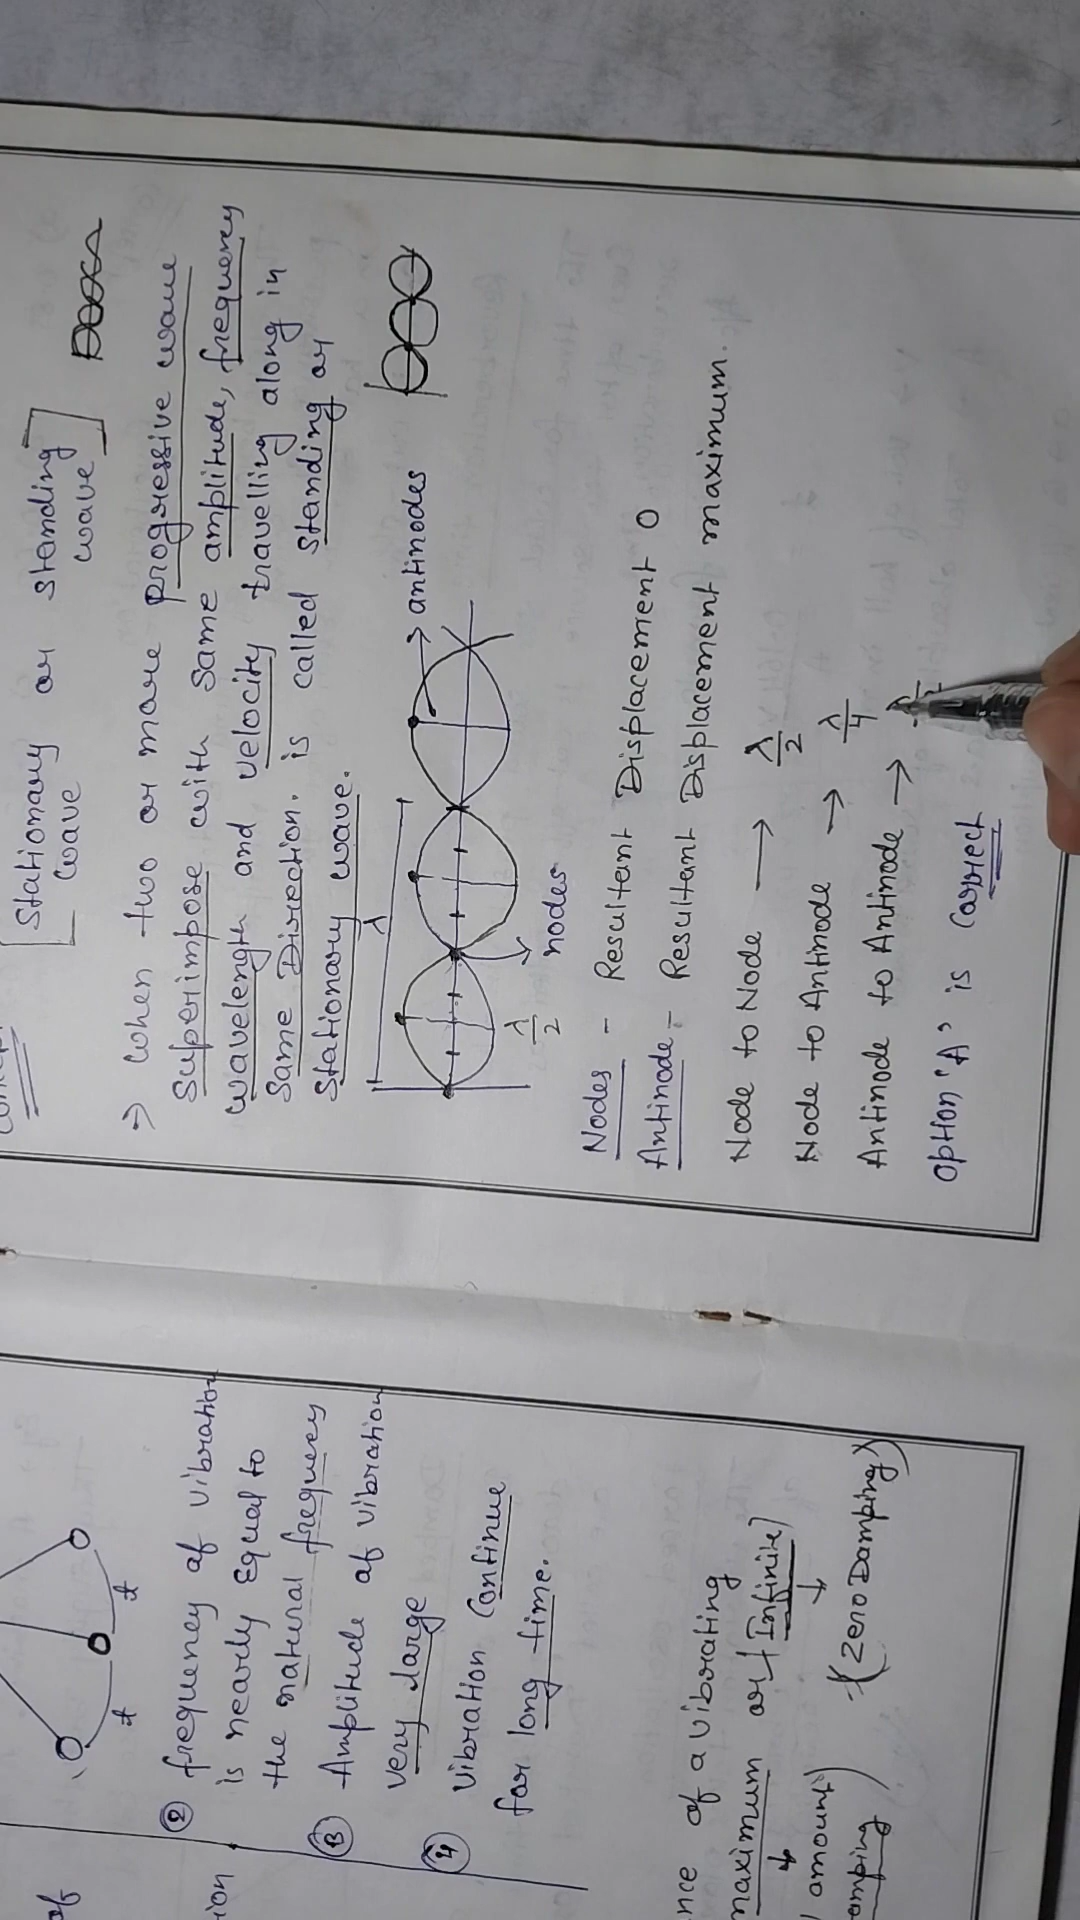 [Stationary or standing
wave wave]
→ when two or more progressive wave
Superimpose with same amplitude, frequency
wavelength and velocity travelling along in
Same Direction. is called standing or
Stationary wave.
λ
antinodes
λ/2
nodes
Nodes - Resultant Displacement 0
Antinode - Resultant Displacement maximum.
Node to Node → λ/2
Node to Antinode → λ/4
Antinode to Antinode →
option 'A' is Correct
of
ion
t t
② frequency of vibration
is nearly Equal to
the natural frequency
③ Amplitude of vibration
very large
④ Vibration Continue
for long time.
nce of a vibrating
maximum or [Infinite]
amount) (Zero Damping)
amping